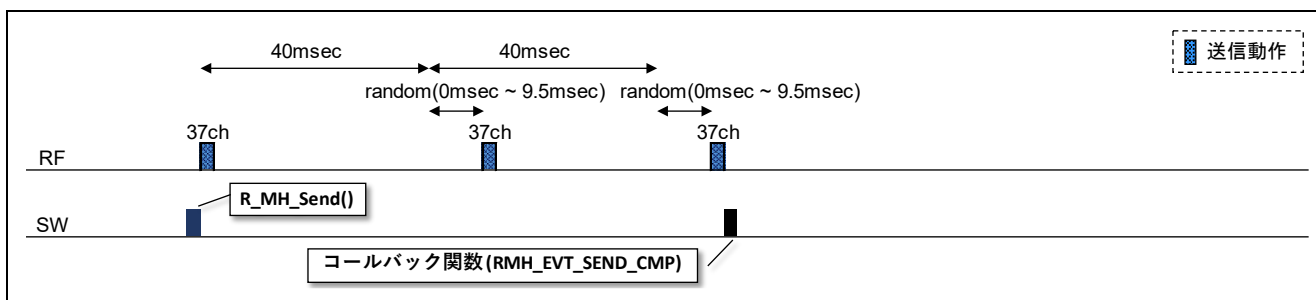 40msec
40msec
送信動作
random(0msec ~ 9.5msec)
random(0msec ~ 9.5msec)
37ch
37ch
37ch
RF
R_MH_Send()
SW
コールバック関数(RMH_EVT_SEND_CMP)